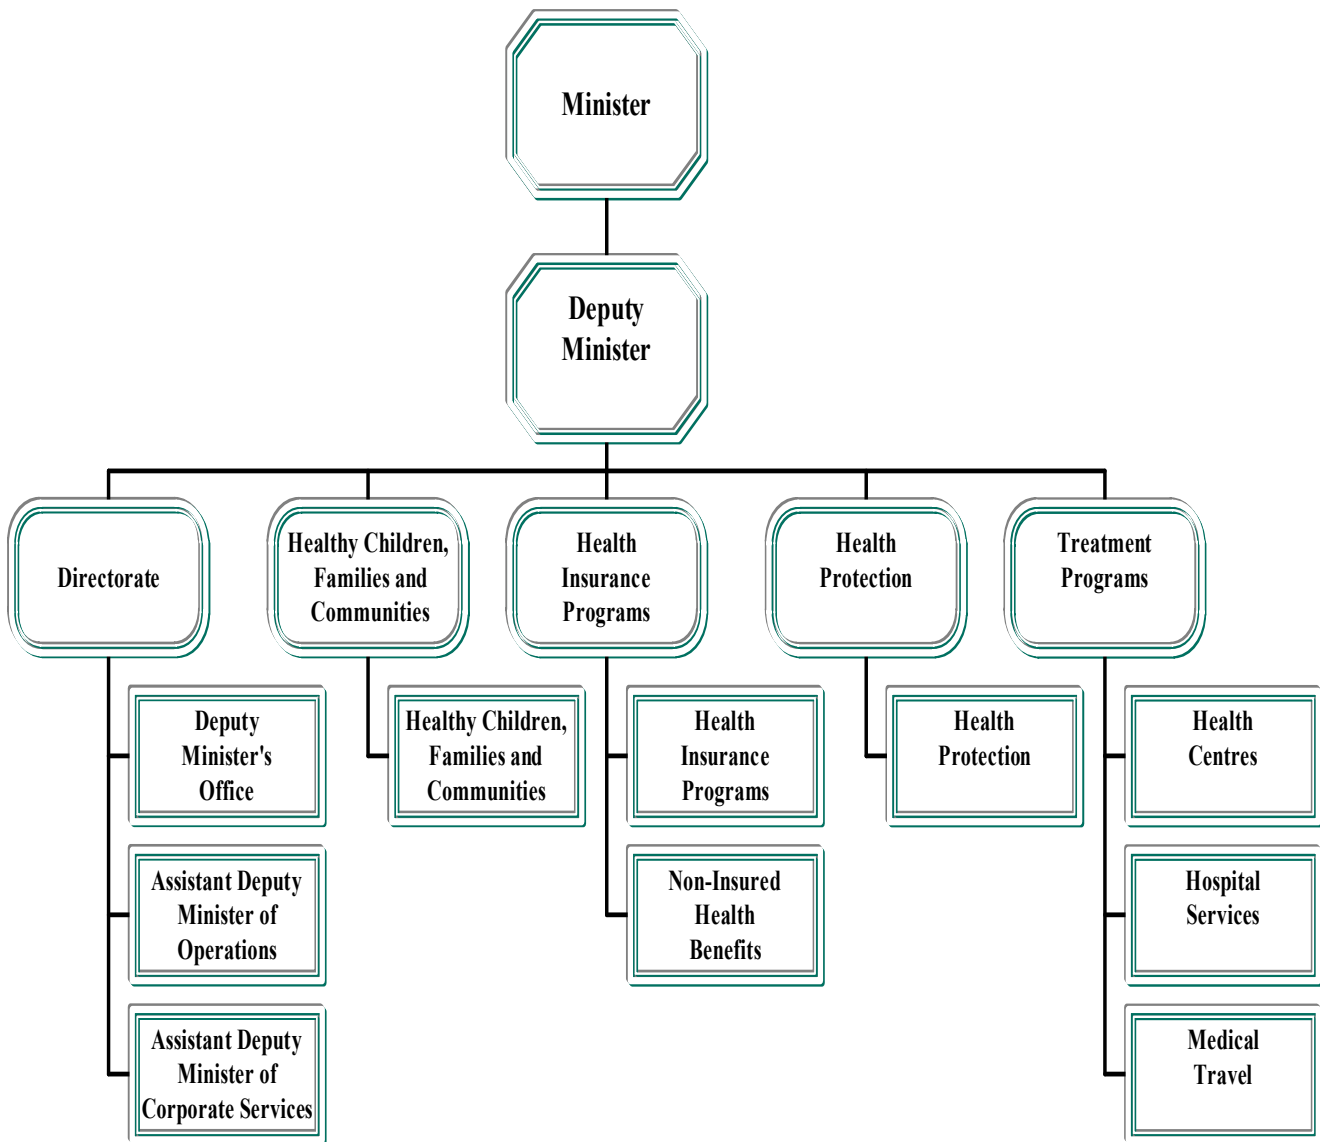 Minister
Deputy
Minister
Directorate
Healthy Children,
Families and
Communities
Health
Insurance
Programs
Health
Protection
Treatment
Programs
Deputy
Minister's
Office
Healthy Children,
Families and
Communities
Health
Insurance
Programs
Health
Protection
Health
Centres
Assistant Deputy
Minister of
Operations
Non-Insured
Health
Benefits
Hospital
Services
Assistant Deputy
Minister of
Corporate Services
Medical
Travel